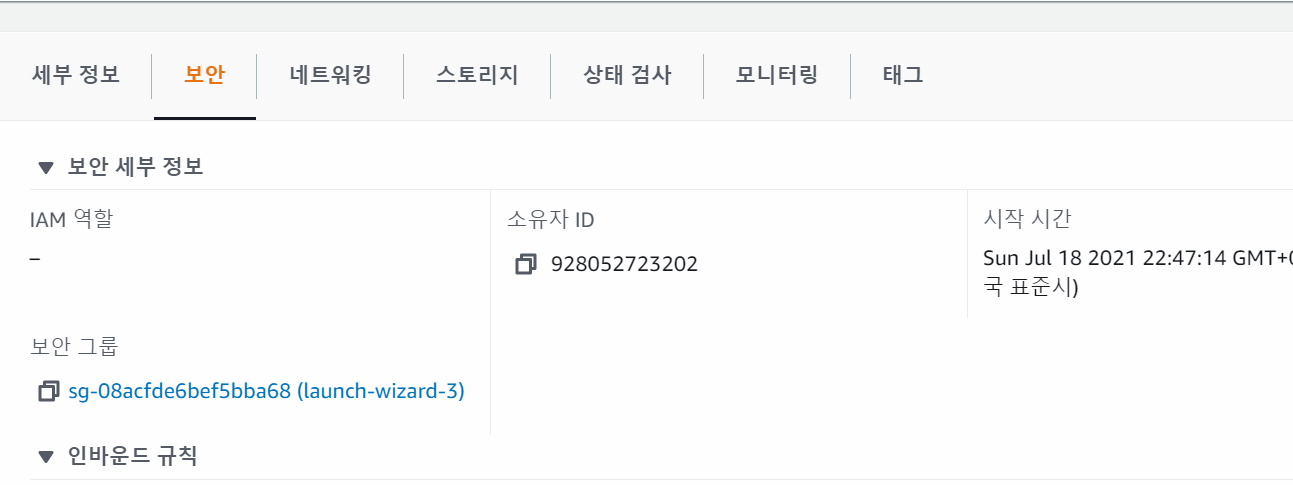 세부 정보 보안 네트워킹 스토리지 상태 검사 모니터링 태그
보안 세부 정보
IAM 역할
–
소유자 ID
928052723202
시작 시간
Sun Jul 18 2021 22:47:14 GMT+0
국 표준시)
보안 그룹
sg-08acfde6bef5bba68 (launch-wizard-3)
인바운드 규칙